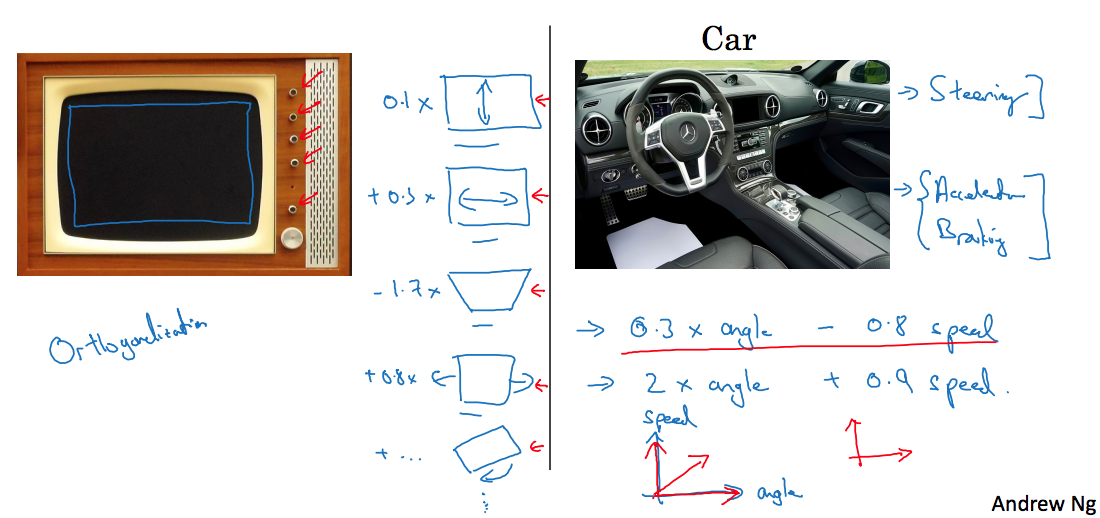 Orthogonalization
0.1 x
+ 0.3 x
- 1.7 x
+ 0.8 x
+ ...
Car
→ Steering
→ Acceleration
Braking
→ 0.3 x angle - 0.8 speed
→ 2 x angle + 0.9 speed.
speed
angle
Andrew Ng